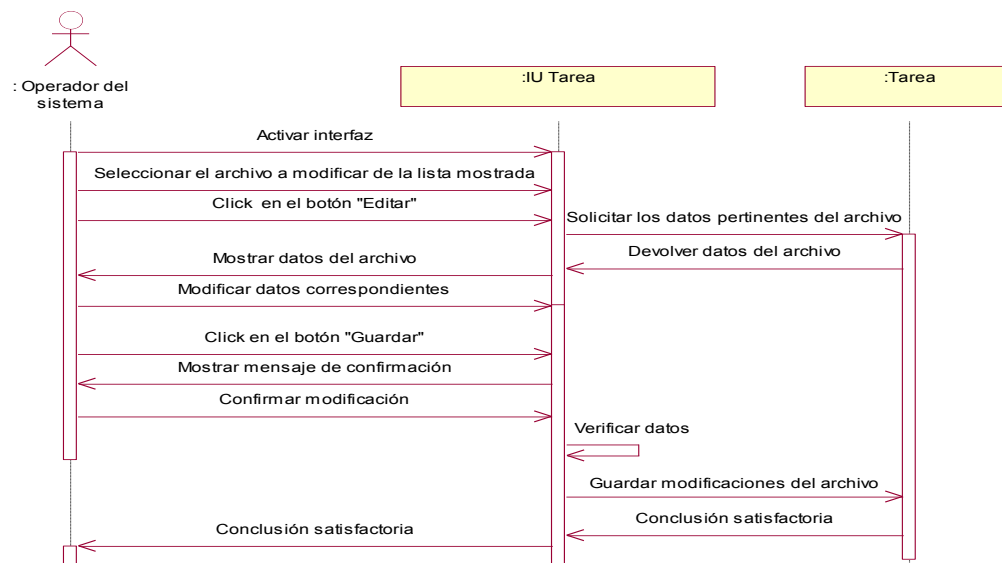 : Operador del
sistema
:IU Tarea
:Tarea
Activar interfaz
Seleccionar el archivo a modificar de la lista mostrada
Click en el botón "Editar"
Solicitar los datos pertinentes del archivo
Devolver datos del archivo
Mostrar datos del archivo
Modificar datos correspondientes
Click en el botón "Guardar"
Mostrar mensaje de confirmación
Confirmar modificación
Verificar datos
Guardar modificaciones del archivo
Conclusión satisfactoria
Conclusión satisfactoria